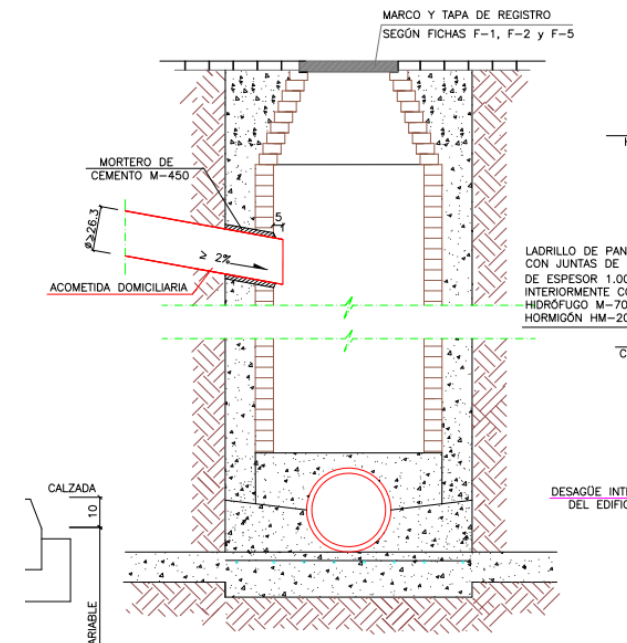 MARCO Y TAPA DE REGISTRO
SEGÚN FICHAS F-1, F-2 y F-5
MORTERO DE
CEMENTO M-450
5
ø≥26.3
≥ 2%
ACOMETIDA DOMICILIARIA
LADRILLO DE PAN
CON JUNTAS DE
DE ESPESOR 1.00
INTERIORMENTE CO
HIDRÓFUGO M-70
HORMIGÓN HM-20
C
CALZADA
10
DESAGÜE INT
DEL EDIFIC
ARIABLE